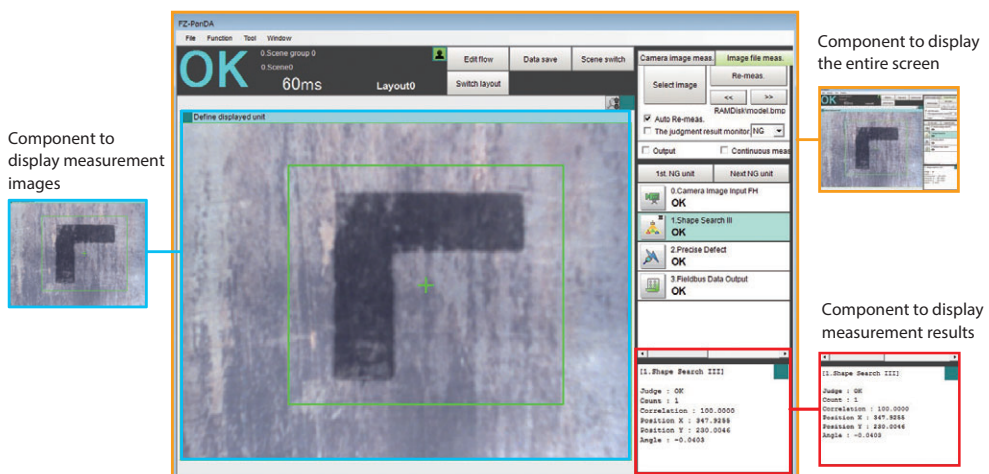 FZ-PanDA
File Function Tool Window
OK
0.Scene group 0
0.Scene0
60ms
Layout0
Edit flow
Data save
Scene switch
Switch layout
Camera image meas.
Image file meas.
Select image
Re-meas.
<<
>>
RAMDisk\model.bmp
Auto Re-meas.
The judgment result monitor NG
Output
Continuous meas
1st. NG unit
Next NG unit
0.Camera Image Input FH
OK
1.Shape Search III
OK
2.Precise Defect
OK
3.Fieldbus Data Output
OK
Define displayed unit
[1.Shape Search III]
Judge : OK
Count : 1
Correlation : 100.0000
Position X : 347.9255
Position Y : 230.0046
Angle : -0.0403
Component to
display measurement
images
Component to display
the entire screen
Component to display
measurement results
[1.Shape Search III]
Judge : OK
Count : 1
Correlation : 100.0000
Position X : 347.9255
Position Y : 230.0046
Angle : -0.0403